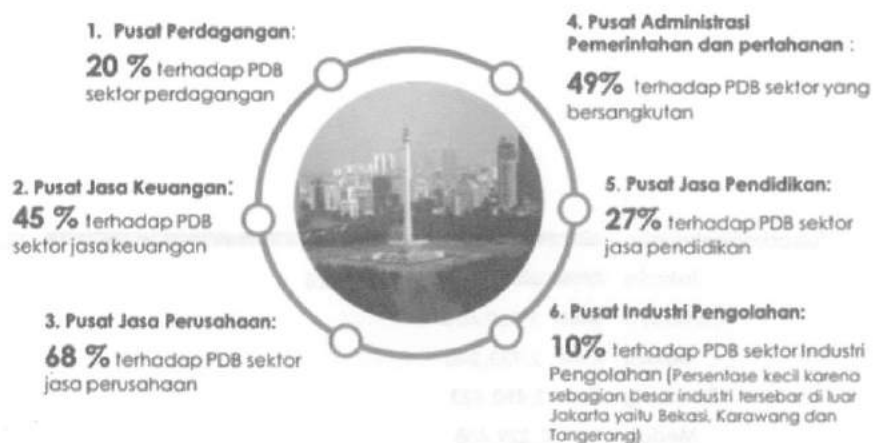 1. Pusat Perdagangan:
20 % terhadap PDB
sektor perdagangan
2. Pusat Jasa Keuangan:
45 % terhadap PDB
sektor jasa keuangan
3. Pusat Jasa Perusahaan:
68 % terhadap PDB sektor
jasa perusahaan
4. Pusat Administrasi
Pemerintahan dan pertahanan :
49% terhadap PDB sektor yang
bersangkutan
5. Pusat Jasa Pendidikan:
27% terhadap PDB sektor
jasa pendidikan
6. Pusat Industri Pengolahan:
10% terhadap PDB sektor Industri
Pengolahan (Persentase kecil karena
sebagian besar industri tersebar di luar
Jakarta yaitu Bekasi, Karawang dan
Tangerang)